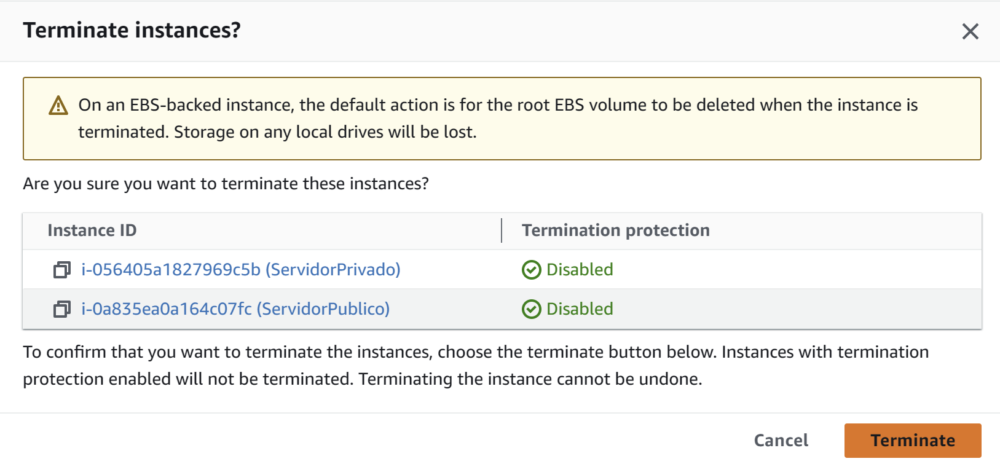 Terminate instances?
On an EBS-backed instance, the default action is for the root EBS volume to be deleted when the instance is
terminated. Storage on any local drives will be lost.
Are you sure you want to terminate these instances?
Instance ID
Termination protection
i-056405a1827969c5b (ServidorPrivado)
Disabled
i-0a835ea0a164c07fc (ServidorPublico)
Disabled
To confirm that you want to terminate the instances, choose the terminate button below. Instances with termination
protection enabled will not be terminated. Terminating the instance cannot be undone.
Cancel
Terminate